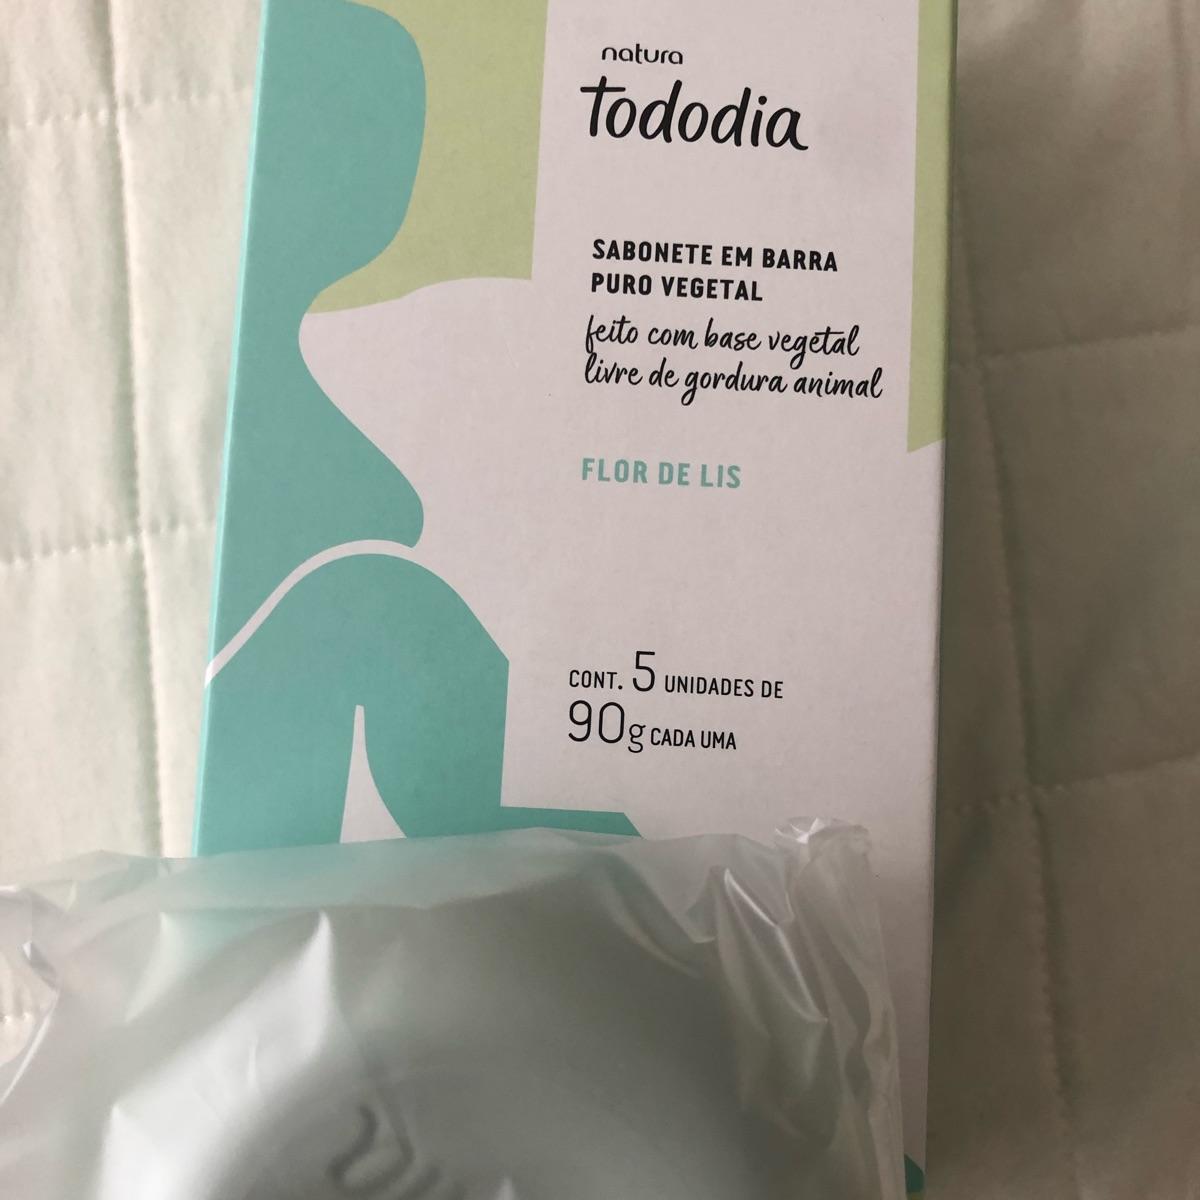 natura
Tododia
SABONETE EM BARRA
PURO VEGETAL
feito com base vegetal
livre de gordura animal
FLOR DE LIS
CONT. 5 UNIDADES DE
90g CADA UMA